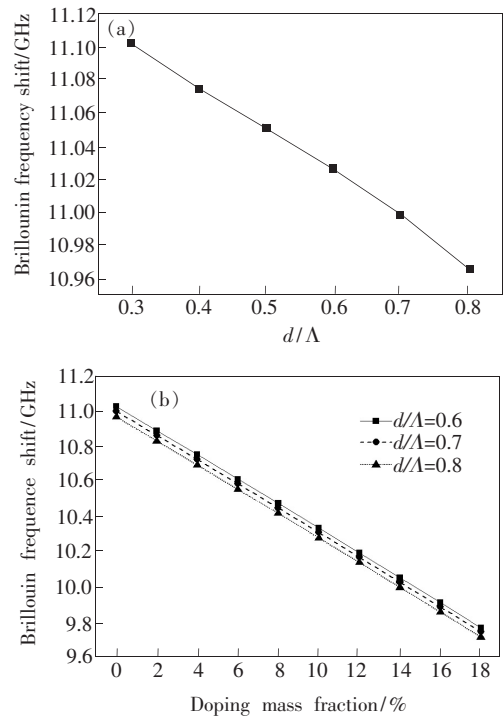 (a)
Brillounin frequency shift/GHz
11.12
11.10
11.08
11.06
11.04
11.02
11.00
10.98
10.96
0.3 0.4 0.5 0.6 0.7 0.8
d/Λ
(b)
Brillouin frequence shift/GHz
11.2
11.0
10.8
10.6
10.4
10.2
10.0
9.8
9.6
d/Λ=0.6
d/Λ=0.7
d/Λ=0.8
0 2 4 6 8 10 12 14 16 18
Doping mass fraction/%